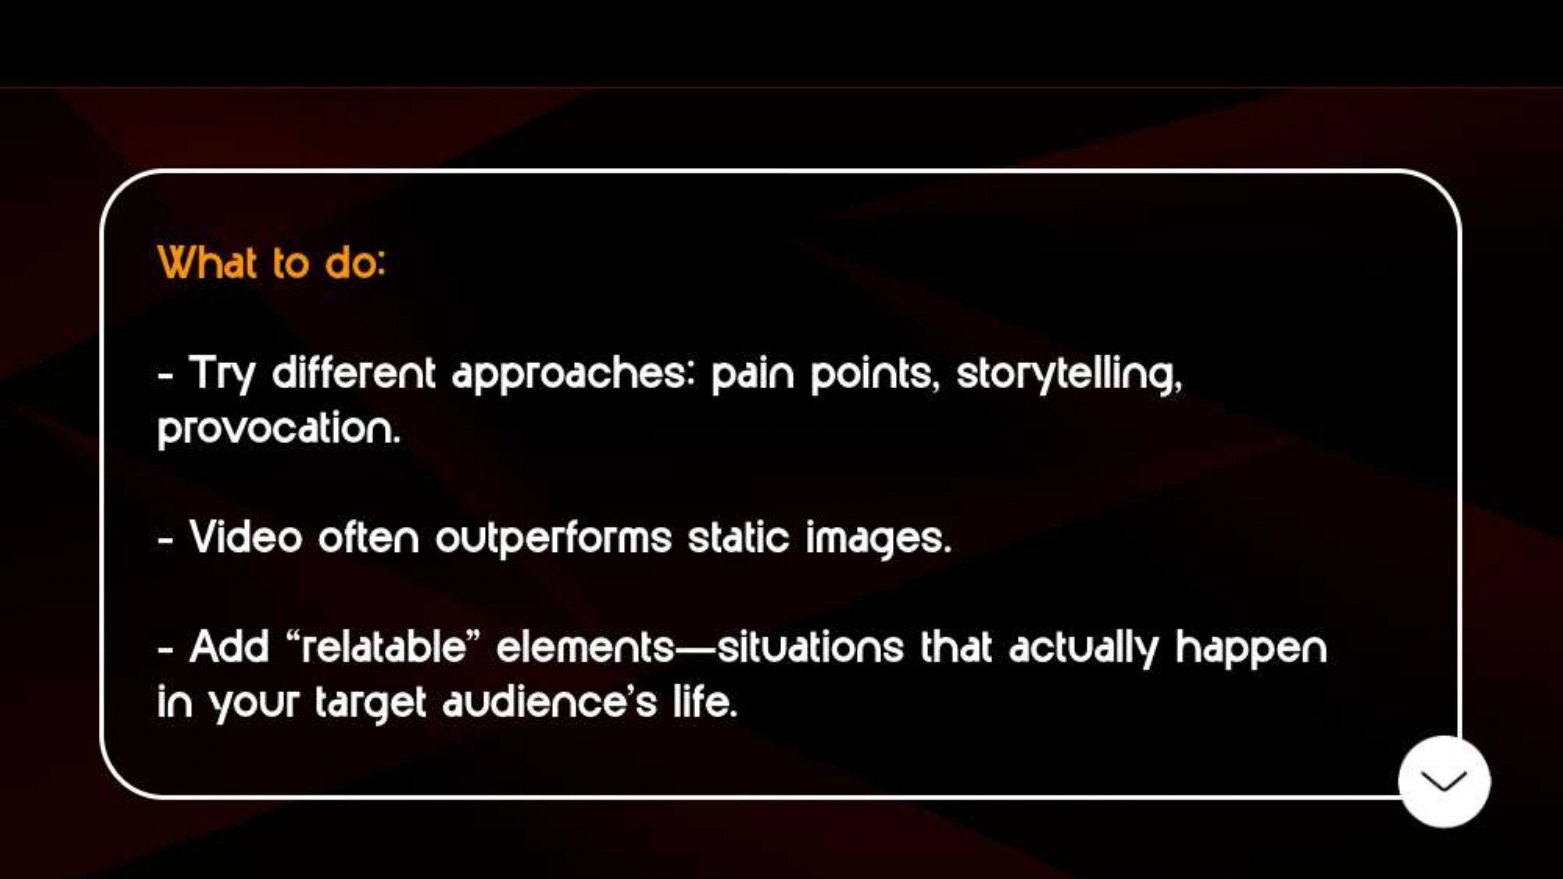 What to do:
- Try different approaches: pain points, storytelling,
provocation.
- Video often outperforms static images.
- Add “relatable” elements—situations that actually happen
in your target audience’s life.